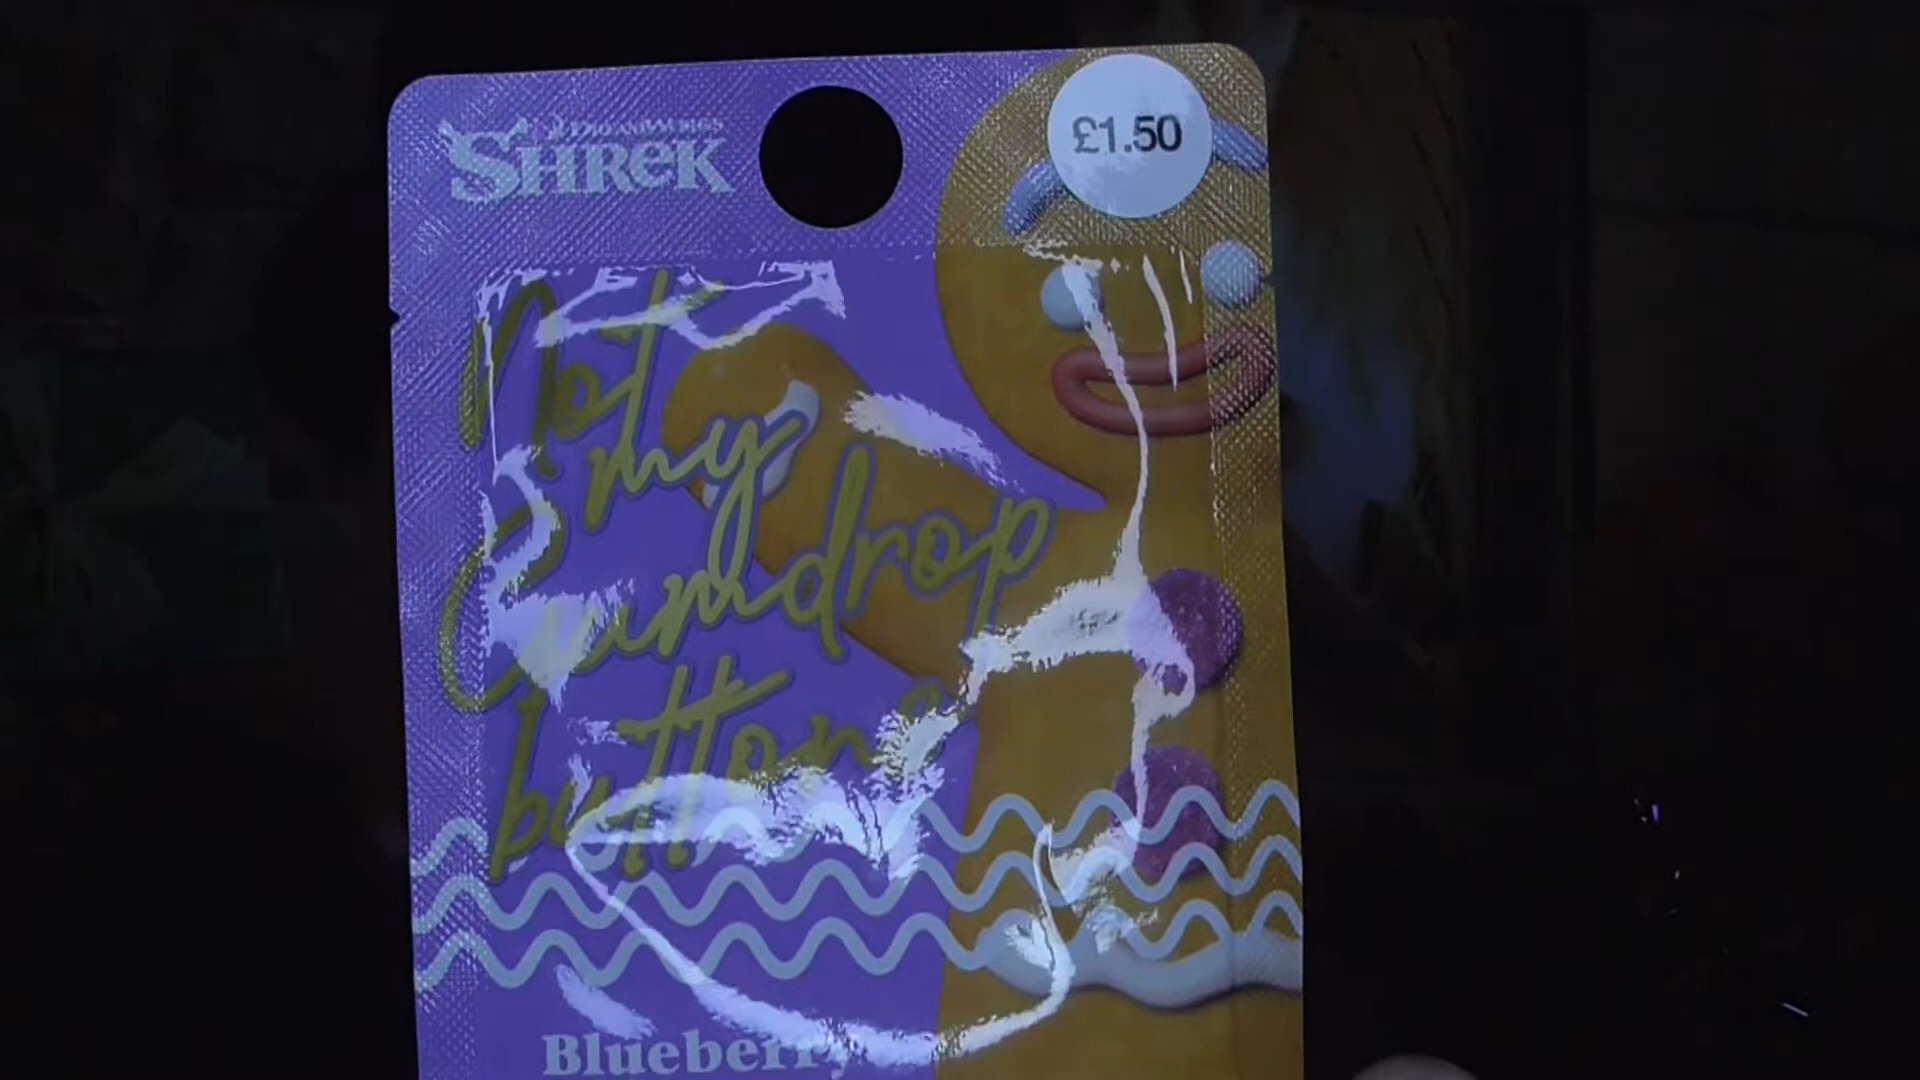 DREAMWORKS
SHREK
£1.50
Not
my
Gumdrop
buttons
Blueberry